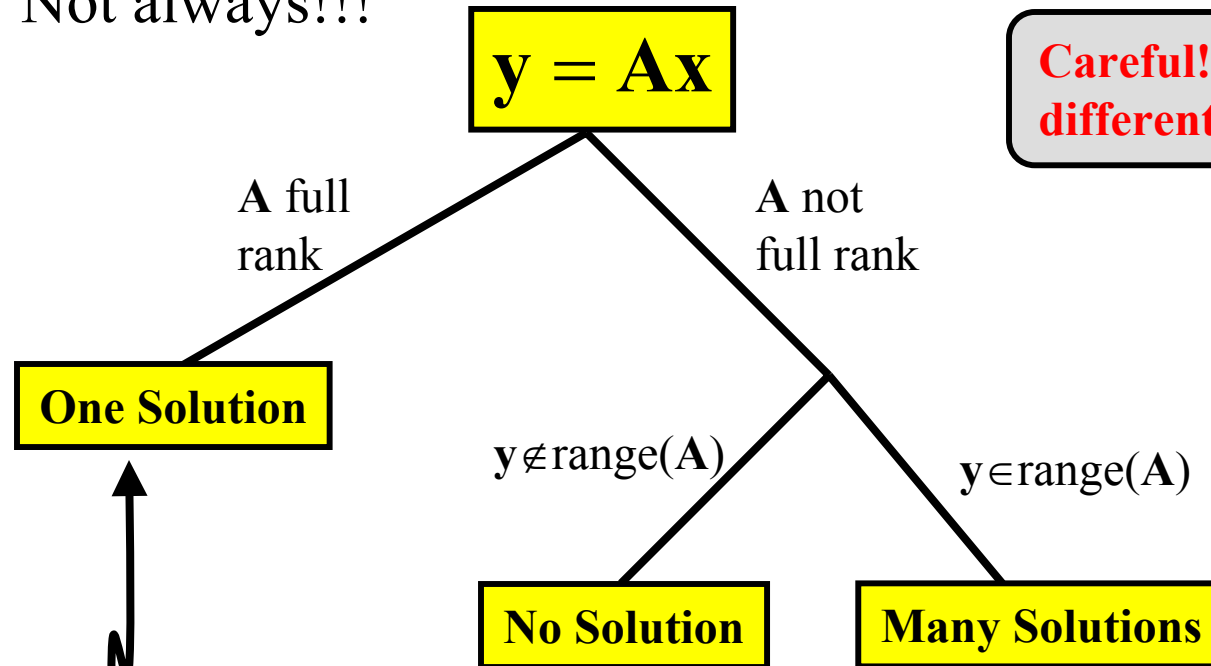 Not always!!!
y = Ax
Careful!
different
A full
rank
A not
full rank
One Solution
y∉range(A)
y∈range(A)
No Solution
Many Solutions